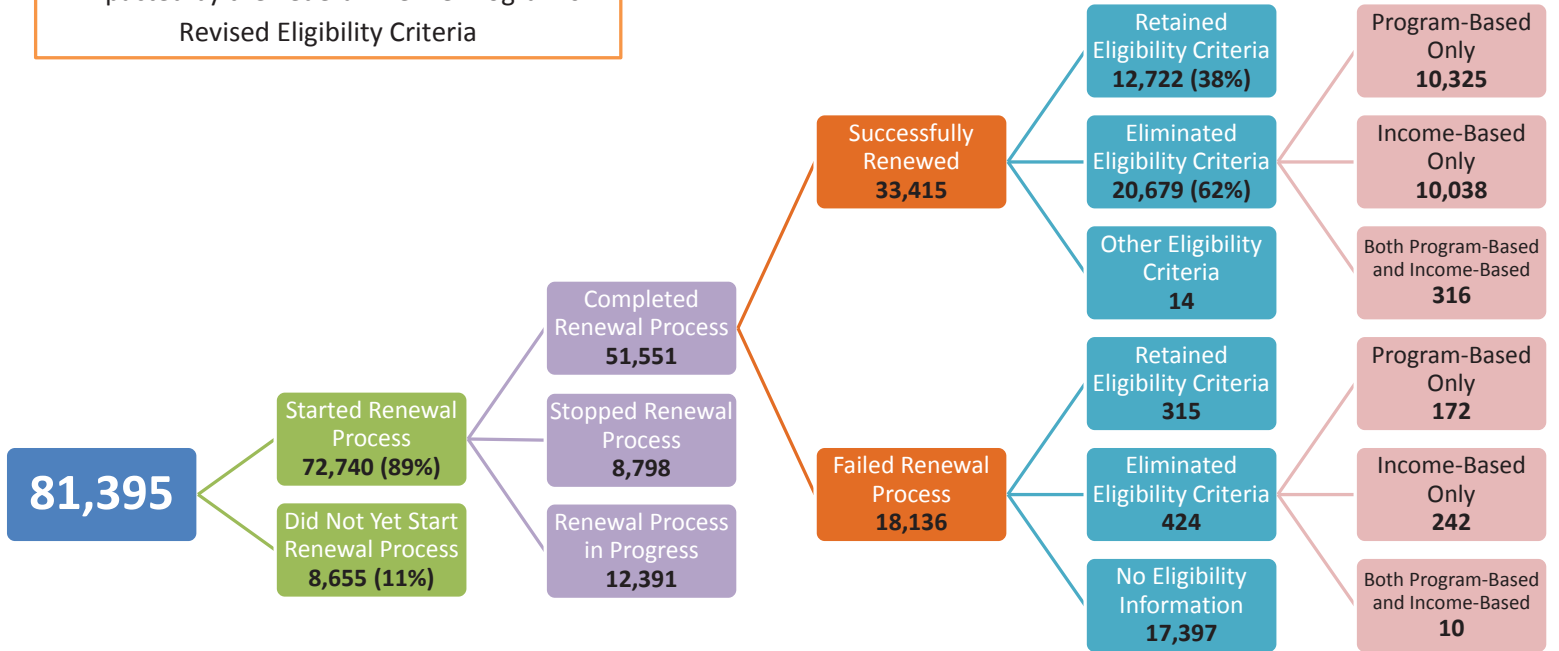 Revised Eligibility Criteria
81,395
Started Renewal
Process
72,740 (89%)
Did Not Yet Start
Renewal Process
8,655 (11%)
Completed
Renewal Process
51,551
Stopped Renewal
Process
8,798
Renewal Process
in Progress
12,391
Successfully
Renewed
33,415
Failed Renewal
Process
18,136
Retained
Eligibility Criteria
12,722 (38%)
Eliminated
Eligibility Criteria
20,679 (62%)
Other Eligibility
Criteria
14
Retained
Eligibility Criteria
315
Eliminated
Eligibility Criteria
424
No Eligibility
Information
17,397
Program-Based
Only
10,325
Income-Based
Only
10,038
Both Program-Based
and Income-Based
316
Program-Based
Only
172
Income-Based
Only
242
Both Program-Based
and Income-Based
10